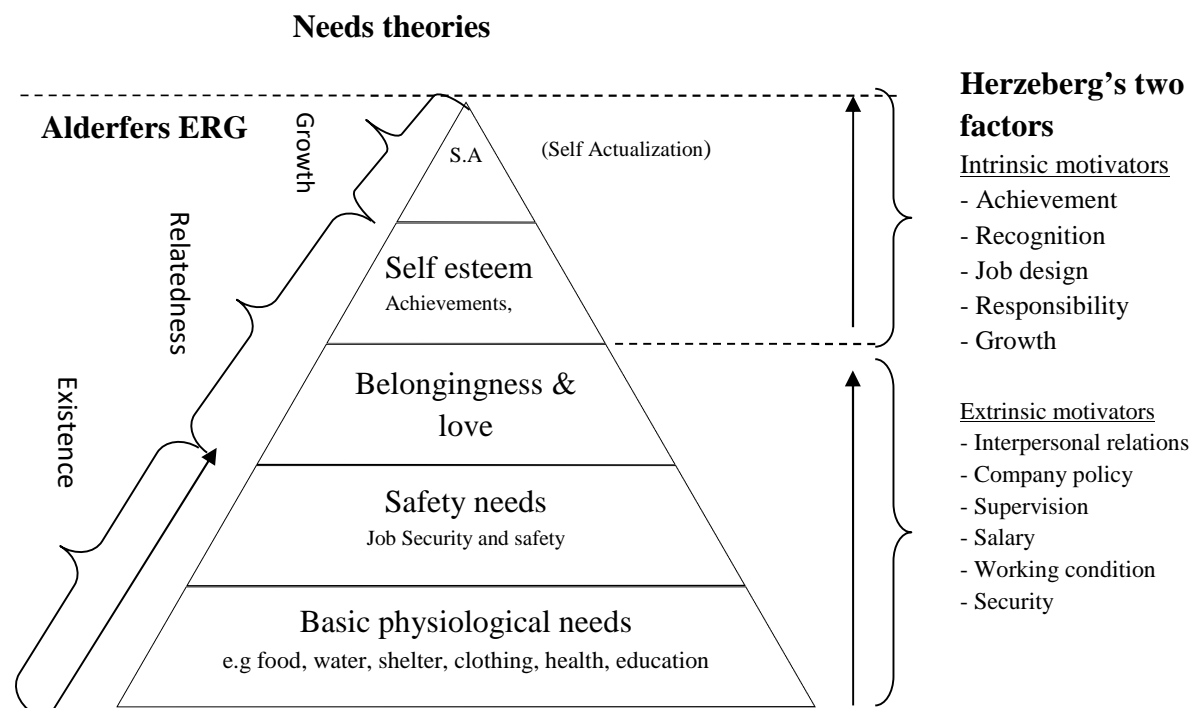 Needs theories
Alderfers ERG
Growth
Relatedness
Existence
S.A
(Self Actualization)
Self esteem
Achievements,
Belongingness &
love
Safety needs
Job Security and safety
Basic physiological needs
e.g food, water, shelter, clothing, health, education
Herzeberg’s two
factors
Intrinsic motivators
- Achievement
- Recognition
- Job design
- Responsibility
- Growth
Extrinsic motivators
- Interpersonal relations
- Company policy
- Supervision
- Salary
- Working condition
- Security